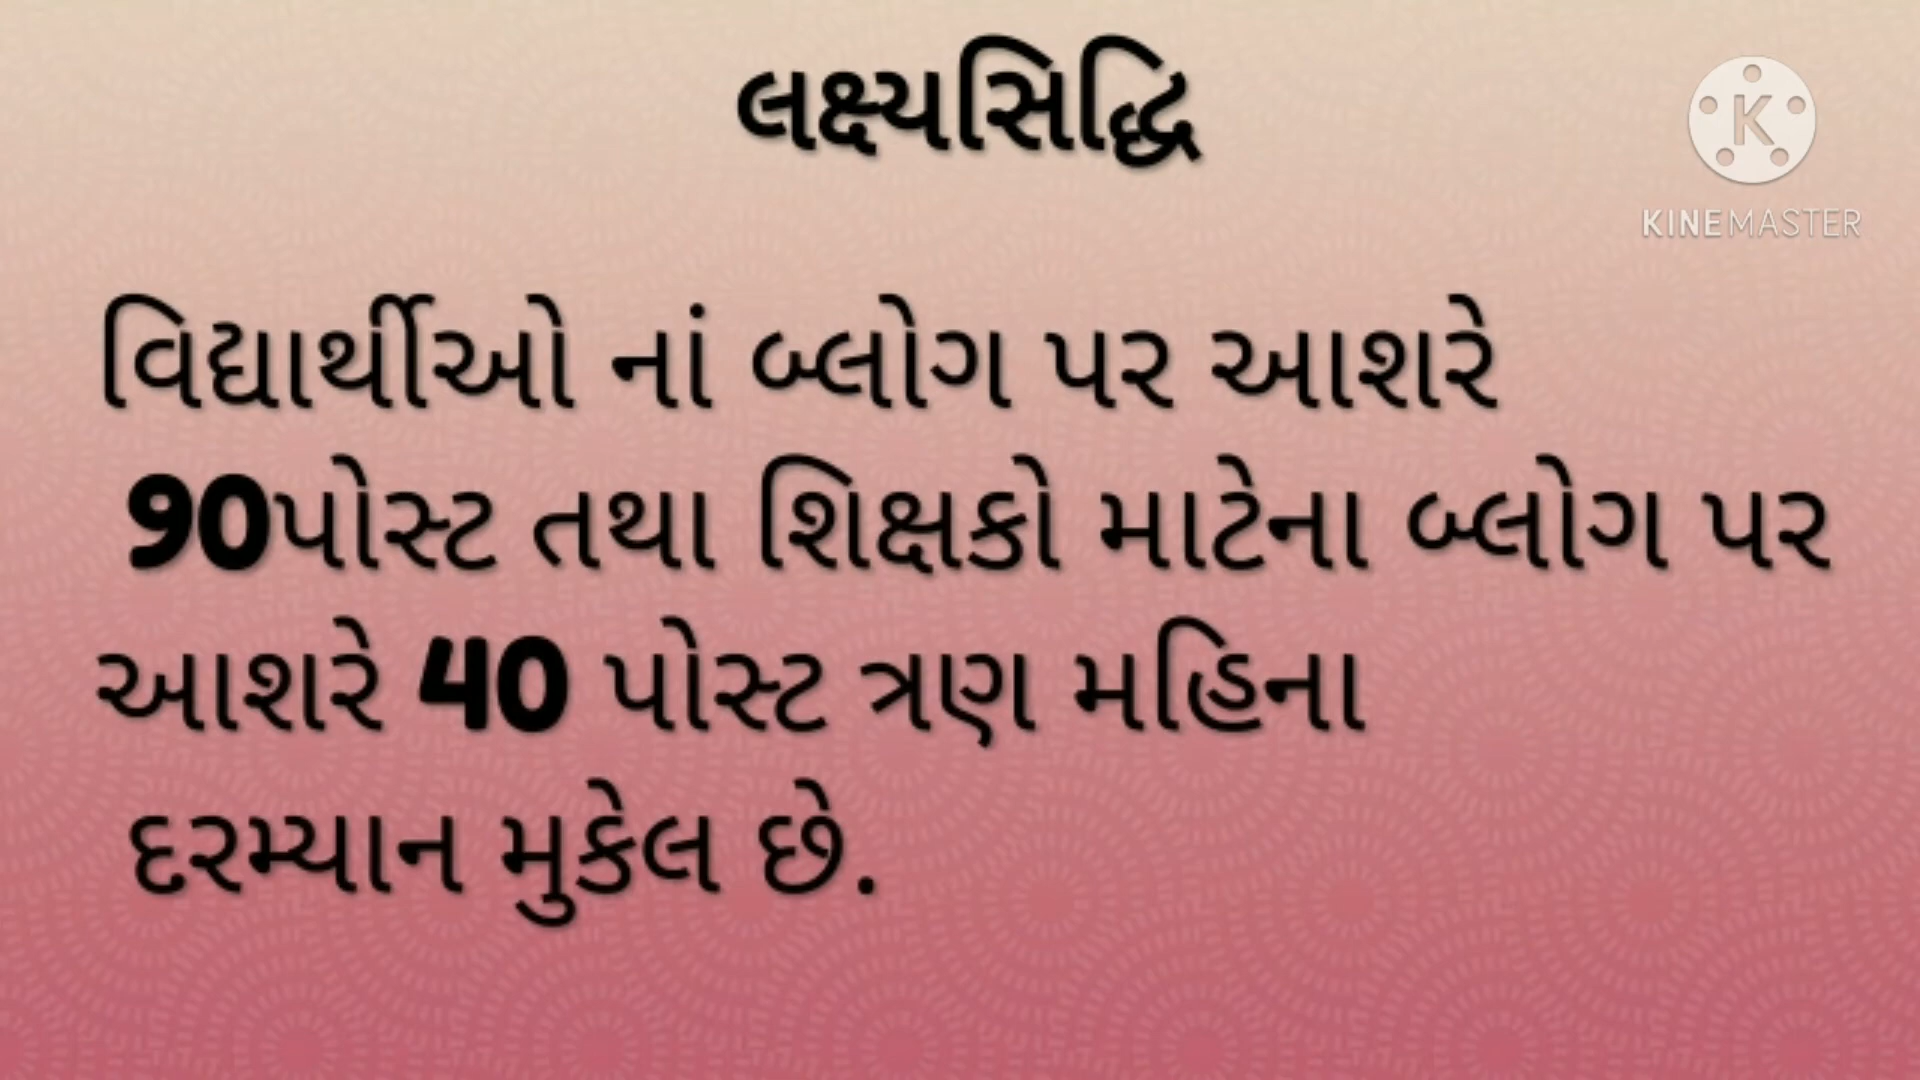 લક્ષ્યસિદ્ધિ
K
KINEMASTER
વિદ્યાર્થીઓ નાં બ્લોગ પર આશરે
90પોસ્ટ તથા શિક્ષકો માટેના બ્લોગ પર
આશરે 40 પોસ્ટ ત્રણ મહિના
દરમ્યાન મુકેલ છે.